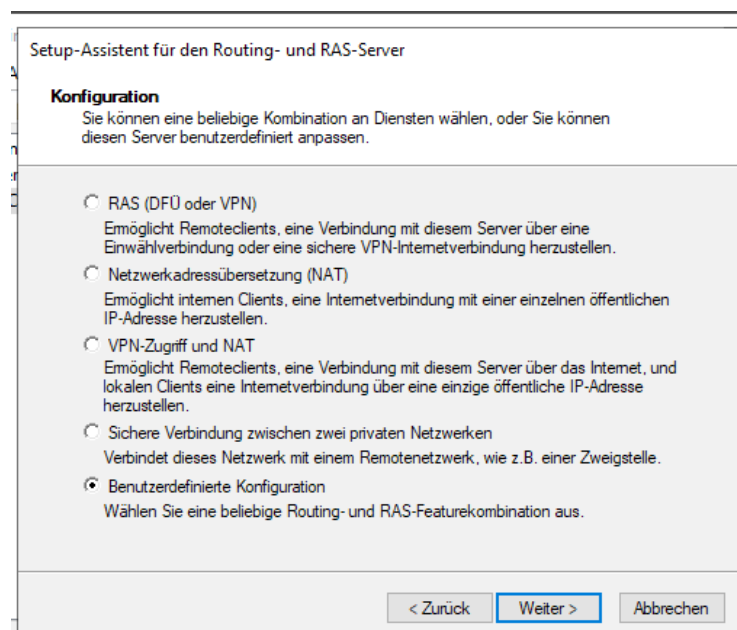 Setup-Assistent für den Routing- und RAS-Server
Konfiguration
Sie können eine beliebige Kombination an Diensten wählen, oder Sie können
diesen Server benutzerdefiniert anpassen.
RAS (DFÜ oder VPN)
Ermöglicht Remoteclients, eine Verbindung mit diesem Server über eine
Einwählverbindung oder eine sichere VPN-Internetverbindung herzustellen.
Netzwerkadressübersetzung (NAT)
Ermöglicht internen Clients, eine Internetverbindung mit einer einzelnen öffentlichen
IP-Adresse herzustellen.
VPN-Zugriff und NAT
Ermöglicht Remoteclients, eine Verbindung mit diesem Server über das Internet, und
lokalen Clients eine Internetverbindung über eine einzige öffentliche IP-Adresse
herzustellen.
Sichere Verbindung zwischen zwei privaten Netzwerken
Verbindet dieses Netzwerk mit einem Remotenetzwerk, wie z.B. einer Zweigstelle.
Benutzerdefinierte Konfiguration
Wählen Sie eine beliebige Routing- und RAS-Featurekombination aus.
< Zurück Weiter > Abbrechen